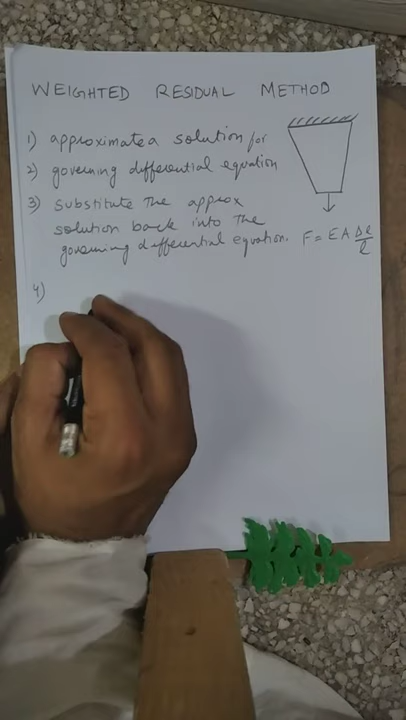 WEIGHTED RESIDUAL METHOD
1) approximate a solution for
2) governing differential equation
3) substitute the approx
solution back into the
governing differential equation.
F = EA Δl/l
4)